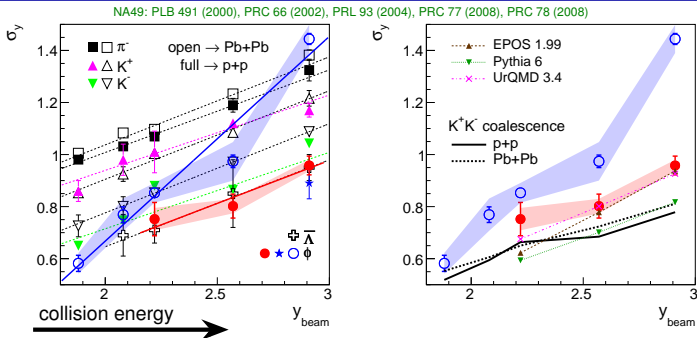 NA49: PLB 491 (2000), PRC 66 (2002), PRL 93 (2004), PRC 77 (2008), PRC 78 (2008)
σy
1.4
1.2
1
0.8
0.6
π-
K+
K-
open → Pb+Pb
full → p+p
Λ̅
ϕ
2
2.5
3
collision energy
ybeam
σy
1.4
1.2
1
0.8
0.6
EPOS 1.99
Pythia 6
UrQMD 3.4
K+K- coalescence
p+p
Pb+Pb
2
2.5
3
ybeam